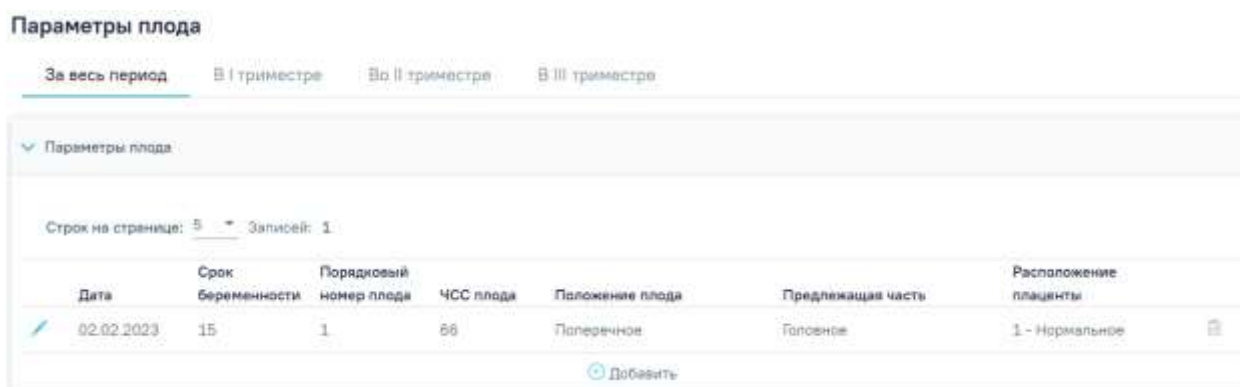 Параметры плода
За весь период В I триместре Во II триместре В III триместре
Параметры плода
Строк на странице: 5 Записей: 1
Дата Срок беременности Порядковый номер плода ЧСС плода Положение плода Предлежащая часть Расположение плаценты
02.02.2023 15 1 66 Поперечное Головное 1 - Нормальное
Добавить